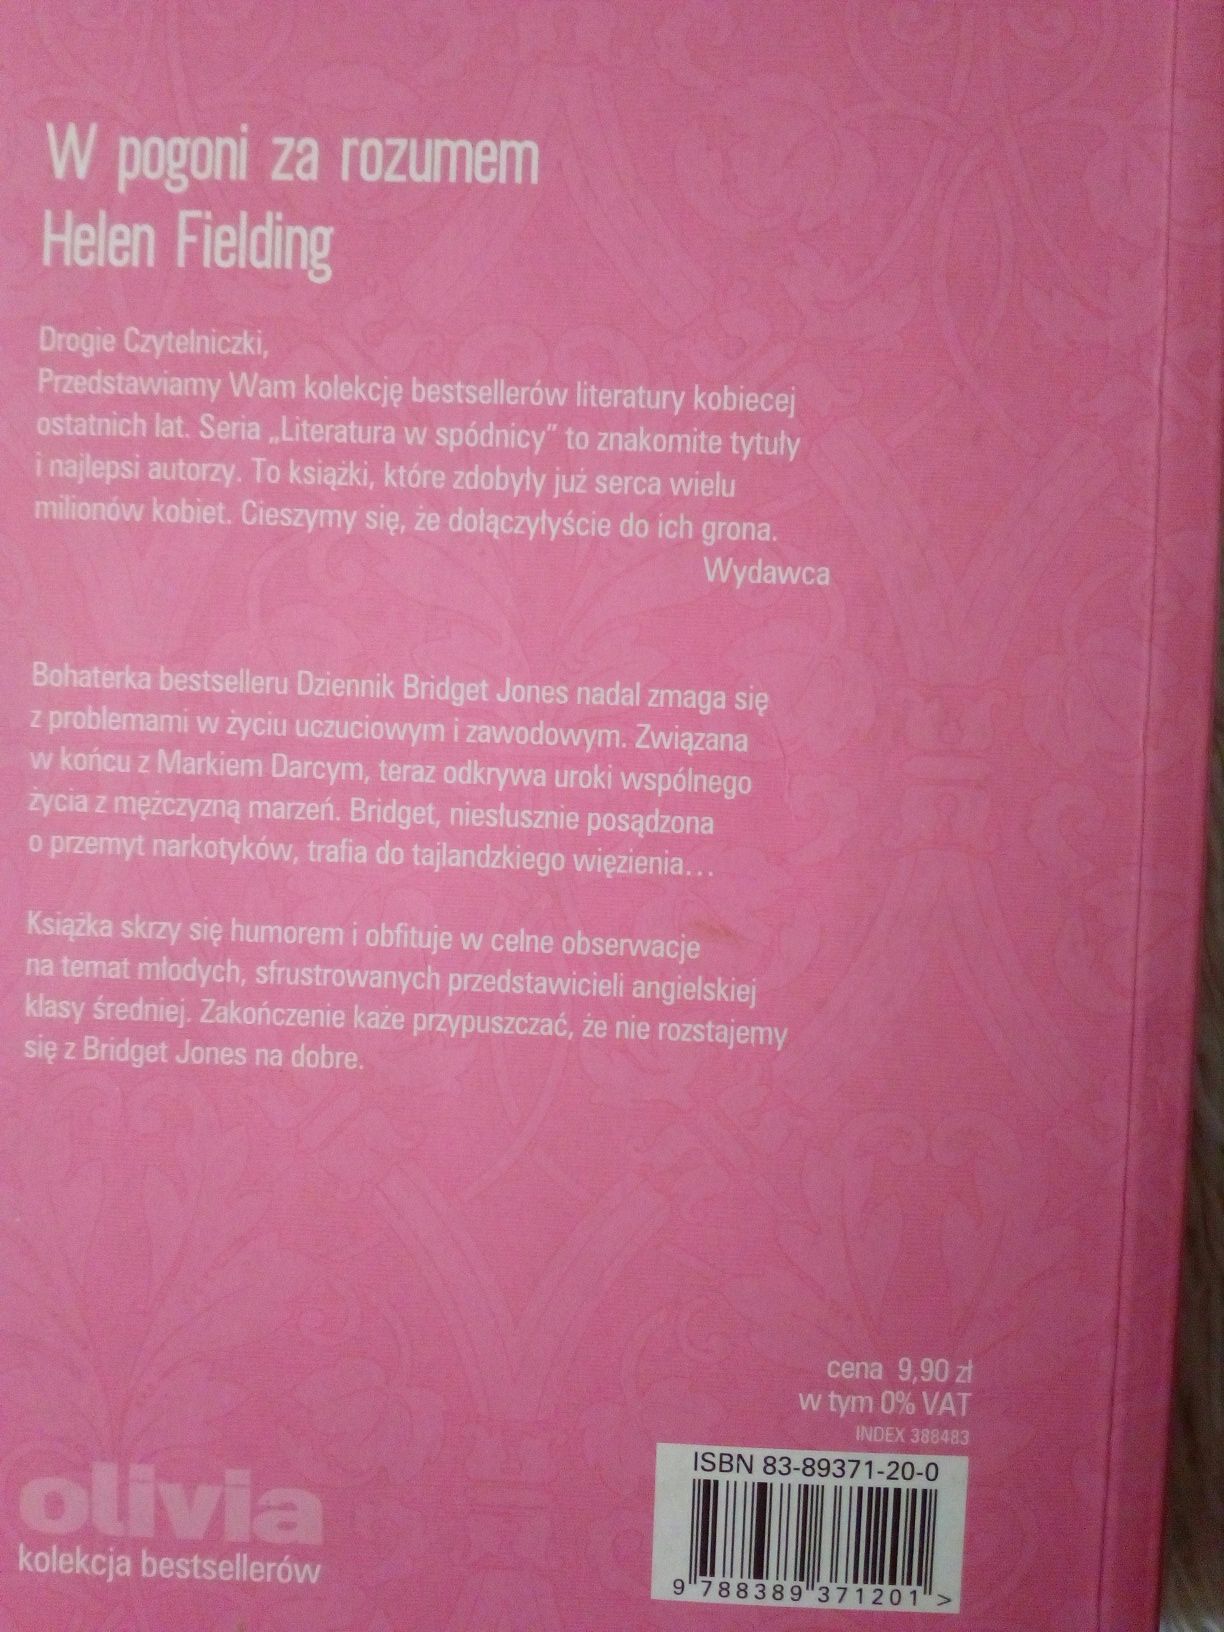 W pogoni za rozumem
Helen Fielding
Drogie Czytelniczki,
Przedstawiamy Wam kolekcję bestsellerów literatury kobiecej
ostatnich lat. Seria „Literatura w spódnicy” to znakomite tytuły
i najlepsi autorzy. To książki, które zdobyły już serca wielu
milionów kobiet. Cieszymy się, że dołączyłyście do ich grona.
Wydawca
Bohaterka bestselleru Dziennik Bridget Jones nadal zmaga się
z problemami w życiu uczuciowym i zawodowym. Związana
w końcu z Markiem Darcym, teraz odkrywa uroki wspólnego
życia z mężczyzną marzeń. Bridget, niesłusznie posądzona
o przemyt narkotyków, trafia do tajlandzkiego więzienia...
Książka skrzy się humorem i obfituje w celne obserwacje
na temat młodych, sfrustrowanych przedstawicieli angielskiej
klasy średniej. Zakończenie każe przypuszczać, że nie rozstajemy
się z Bridget Jones na dobre.
cena 9,90 zł
w tym 0% VAT
INDEX 388483
ISBN 83-89371-20-0
9 788389 371201 >
olivia
kolekcja bestsellerów